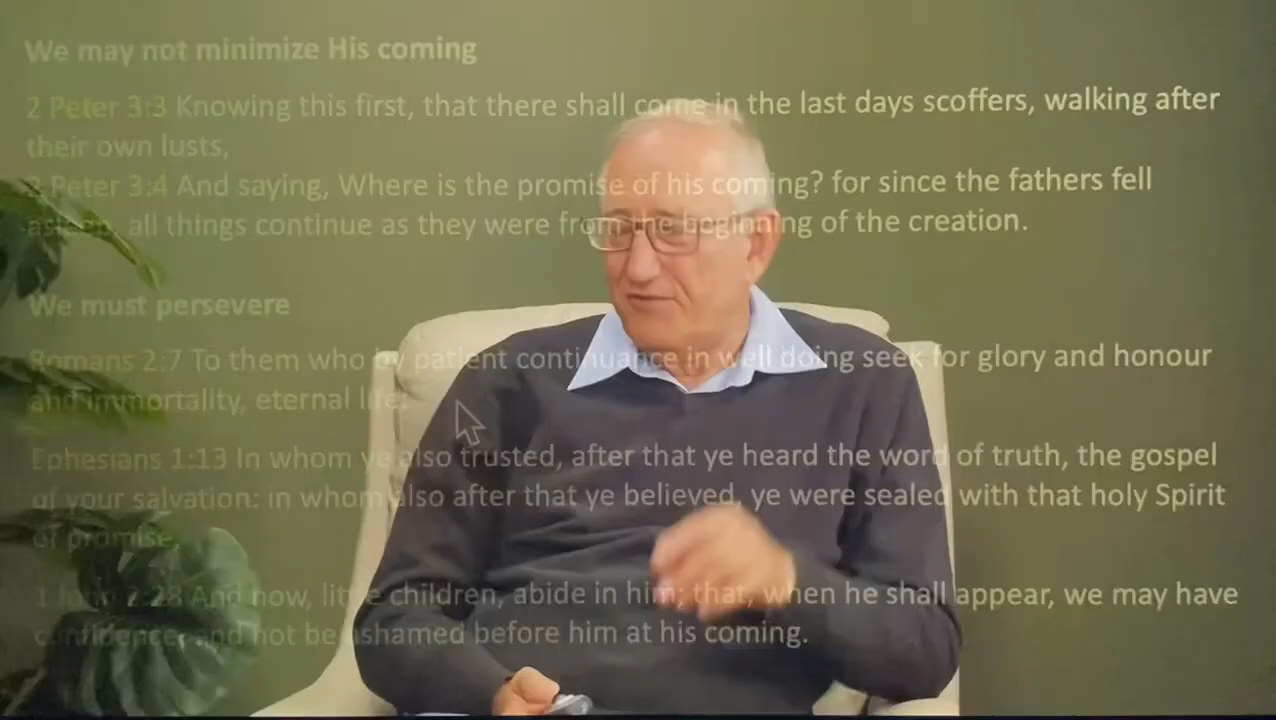 We may not minimize His coming
2 Peter 3:3 Knowing this first, that there shall come in the last days scoffers, walking after
their own lusts,
2 Peter 3:4 And saying, Where is the promise of his coming? for since the fathers fell
asleep, all things continue as they were from the beginning of the creation.
We must persevere
Romans 2:7 To them who by patient continuance in well doing seek for glory and honour
and immortality, eternal life:
Ephesians 1:13 In whom ye also trusted, after that ye heard the word of truth, the gospel
of your salvation: in whom also after that ye believed, ye were sealed with that holy Spirit
of promise,
1 John 2:28 And now, little children, abide in him; that, when he shall appear, we may have
confidence, and not be ashamed before him at his coming.